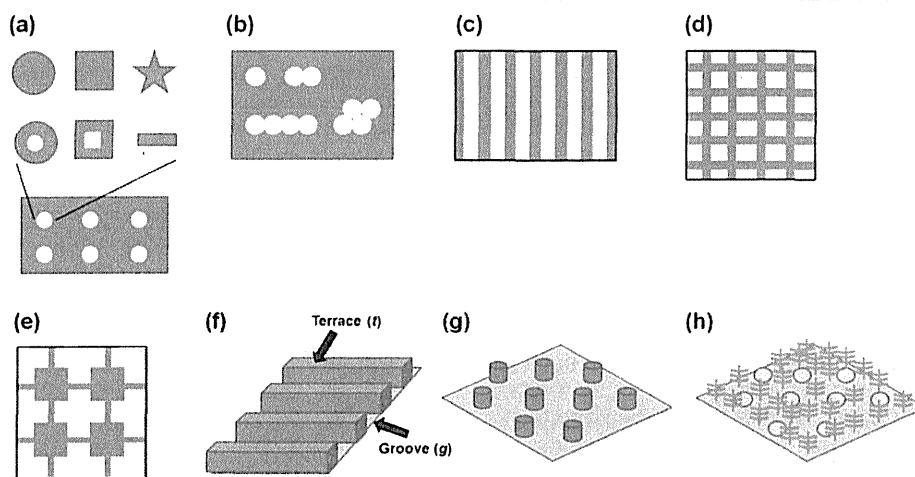 (a)
(b)
(c)
(d)
(e)
(f)
Terrace (t)
Groove (g)
(g)
(h)